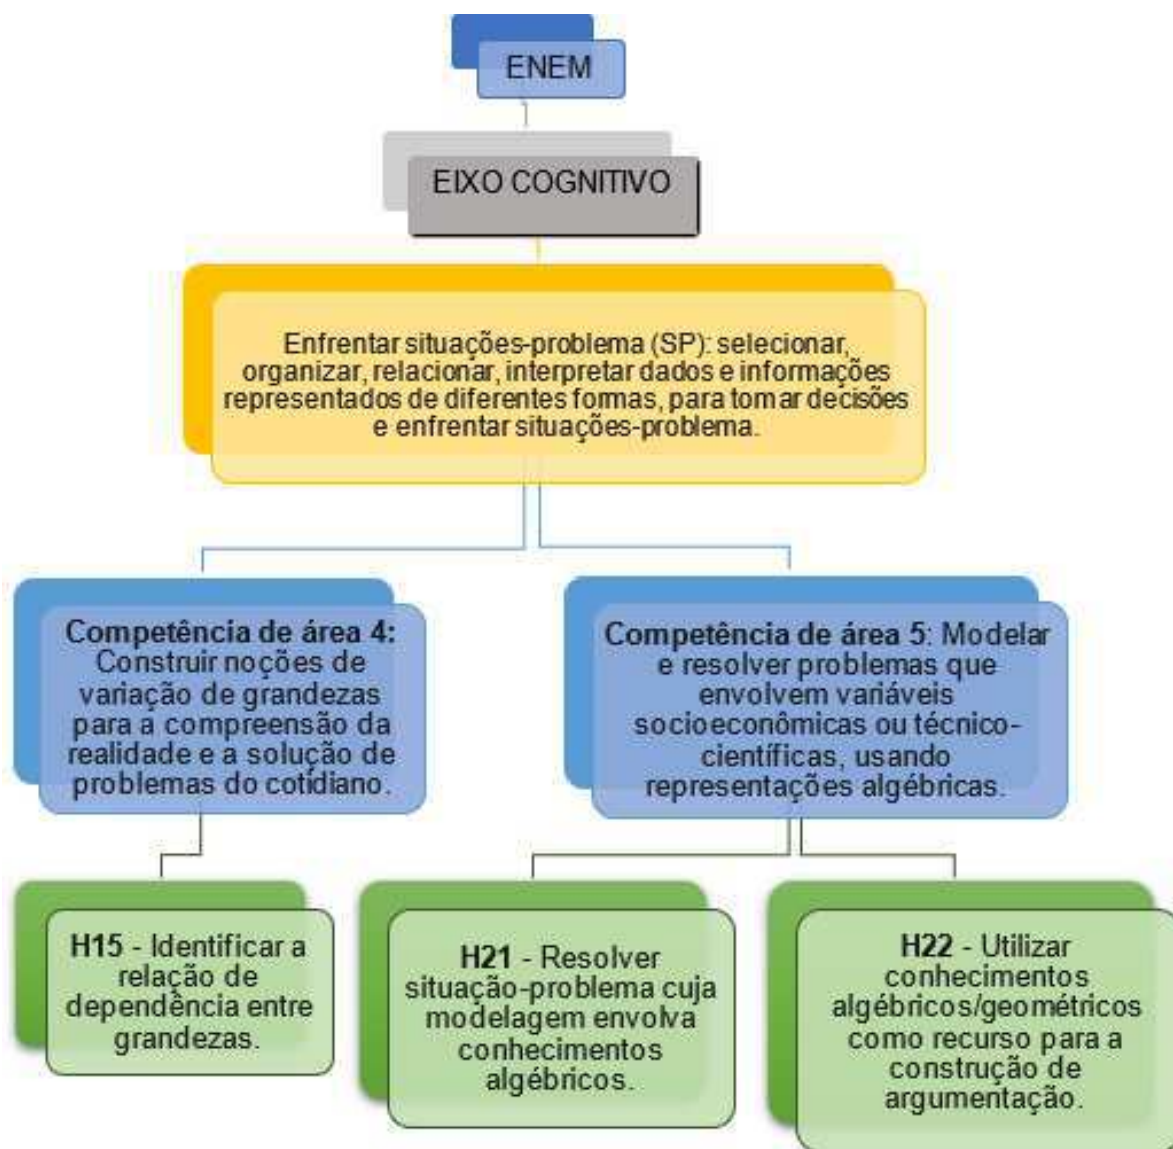 ENEM
EIXO COGNITIVO
Enfrentar situações-problema (SP): selecionar,
organizar, relacionar, interpretar dados e informações
representados de diferentes formas, para tomar decisões
e enfrentar situações-problema.
Competência de área 4:
Construir noções de
variação de grandezas
para a compreensão da
realidade e a solução de
problemas do cotidiano.
Competência de área 5: Modelar
e resolver problemas que
envolvem variáveis
socioeconômicas ou técnico-
científicas, usando
representações algébricas.
H15 - Identificar a
relação de
dependência entre
grandezas.
H21 - Resolver
situação-problema cuja
modelagem envolva
conhecimentos
algébricos.
H22 - Utilizar
conhecimentos
algébricos/geométricos
como recurso para a
construção de
argumentação.